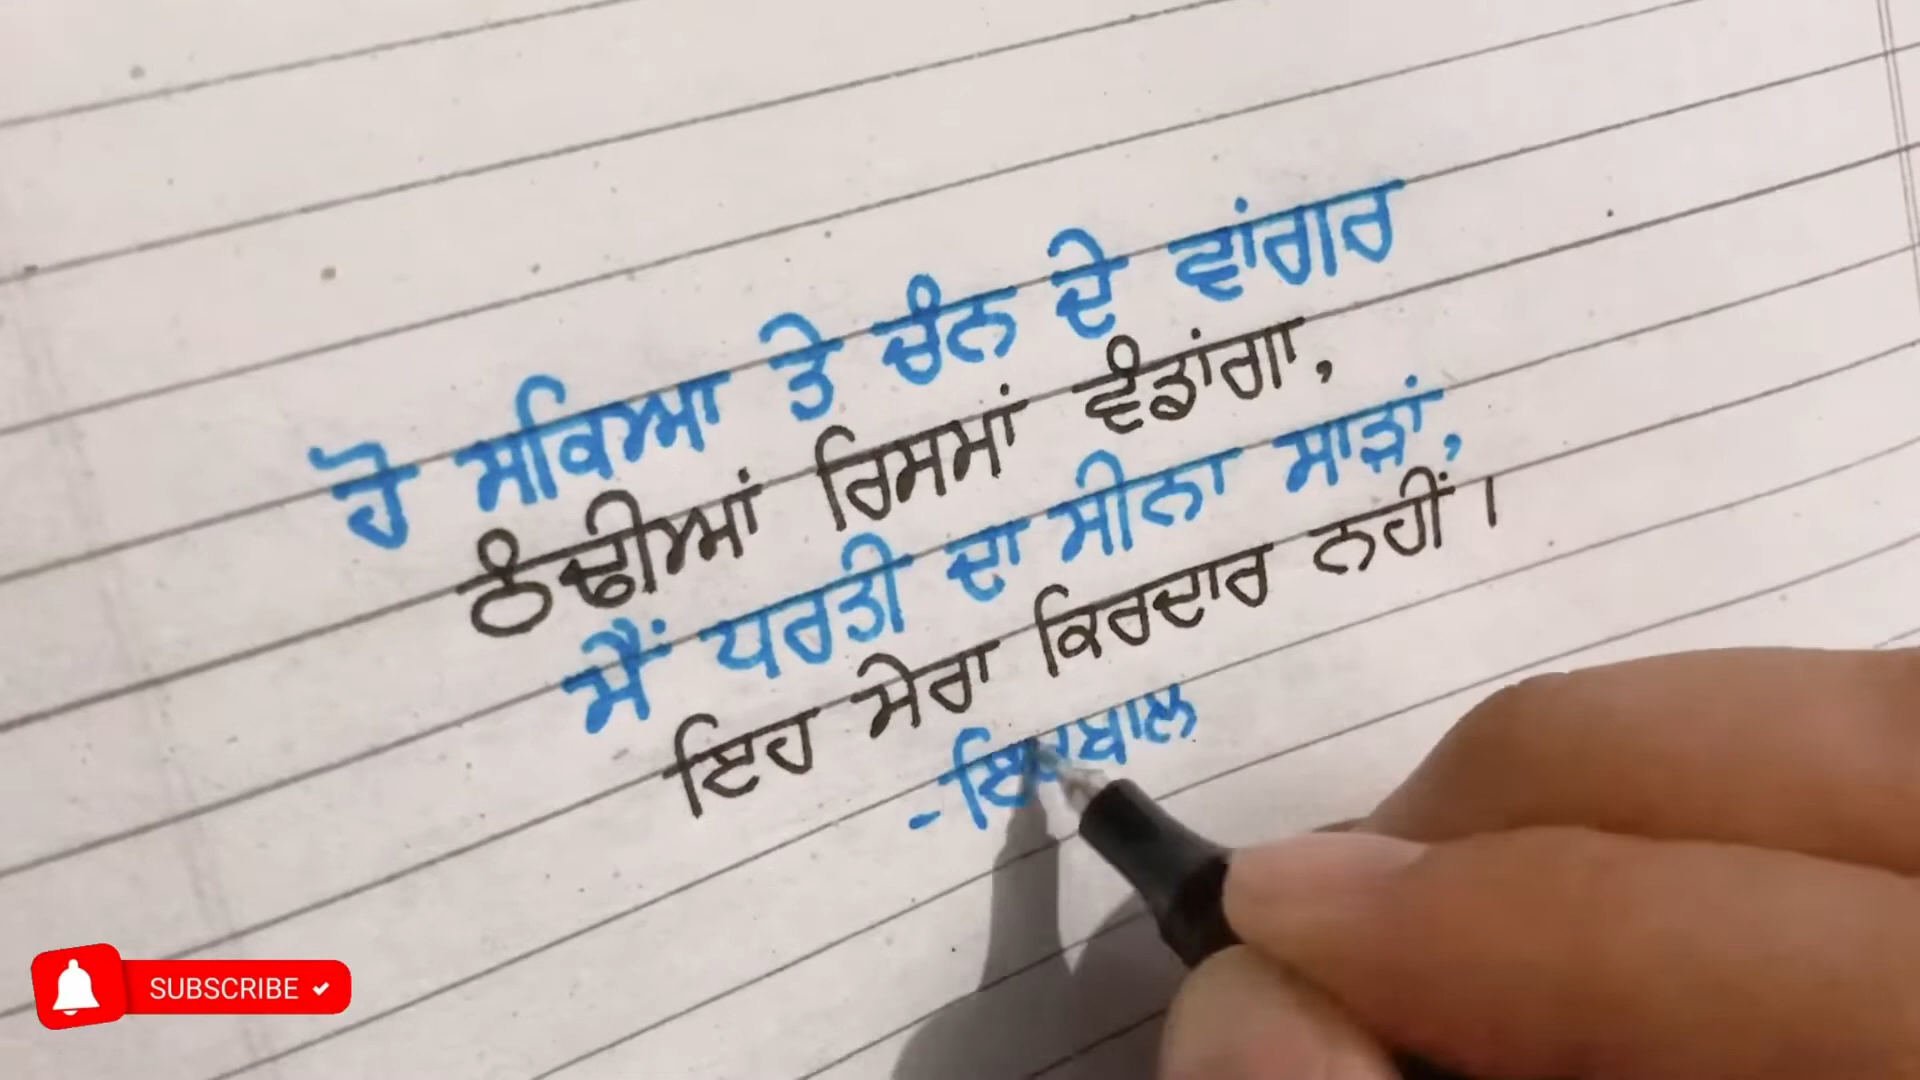 ਹੋ ਸਕਿਆ ਤੇ ਚੰਨ ਦੇ ਵਾਂਗਰ
ਠੰਢੀਆਂ ਰਿਸਮਾਂ ਵੰਡਾਂਗਾ,
ਮੈਂ ਧਰਤੀ ਦਾ ਸੀਨਾ ਸਾੜਾਂ,
ਇਹ ਮੇਰਾ ਕਿਰਦਾਰ ਨਹੀਂ।
SUBSCRIBE